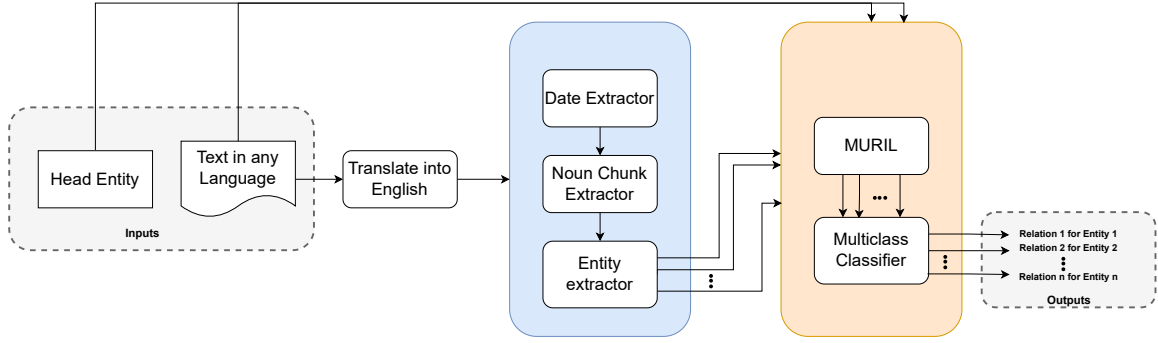 Head Entity
Text in any
Language
Inputs
Translate into
English
Date Extractor
Noun Chunk
Extractor
Entity
extractor
MURIL
Multiclass
Classifier
Relation 1 for Entity 1
Relation 2 for Entity 2
Relation n for Entity n
Outputs